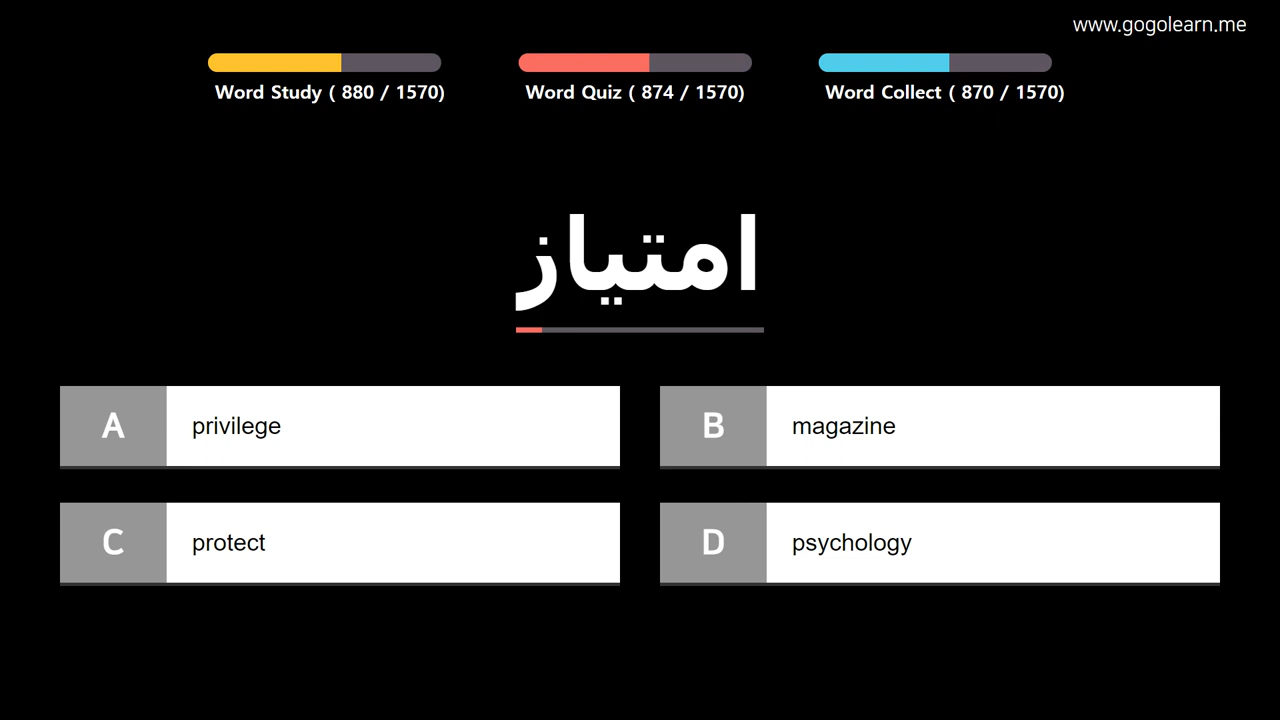 www.gogolearn.me
Word Study ( 880 / 1570)
Word Quiz ( 874 / 1570)
Word Collect ( 870 / 1570)
امتياز
A privilege
B magazine
C protect
D psychology